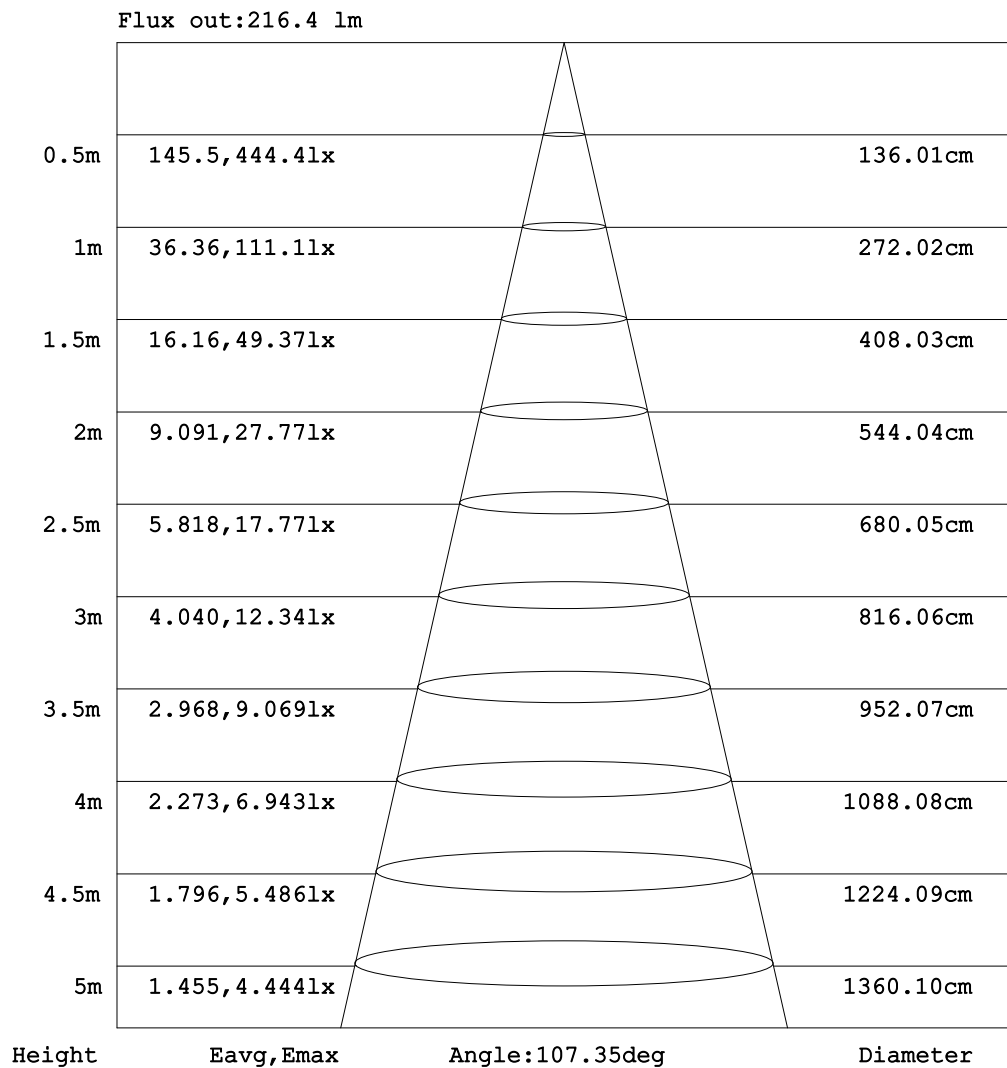 Flux out:216.4 lm
0.5m 145.5,444.4lx 136.01cm
1m 36.36,111.1lx 272.02cm
1.5m 16.16,49.37lx 408.03cm
2m 9.091,27.77lx 544.04cm
2.5m 5.818,17.77lx 680.05cm
3m 4.040,12.34lx 816.06cm
3.5m 2.968,9.069lx 952.07cm
4m 2.273,6.943lx 1088.08cm
4.5m 1.796,5.486lx 1224.09cm
5m 1.455,4.444lx 1360.10cm
Height Eavg,Emax Angle:107.35deg Diameter